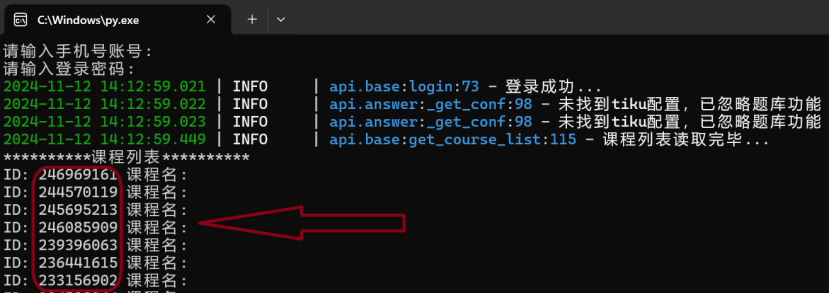 C:\Windows\py.exe
请输入手机号账号:
请输入登录密码:
2024-11-12 14:12:59.021 | INFO | api.base:login:73 - 登录成功...
2024-11-12 14:12:59.022 | INFO | api.answer:_get_conf:98 - 未找到tiku配置, 已忽略题库功能
2024-11-12 14:12:59.023 | INFO | api.answer:_get_conf:98 - 未找到tiku配置, 已忽略题库功能
2024-11-12 14:12:59.449 | INFO | api.base:get_course_list:115 - 课程列表读取完毕...
**********课程列表**********
ID: 246969161 课程名:
ID: 244570119 课程名:
ID: 245695213 课程名:
ID: 246085909 课程名:
ID: 239396063 课程名:
ID: 236441615 课程名:
ID: 233156902 课程名: